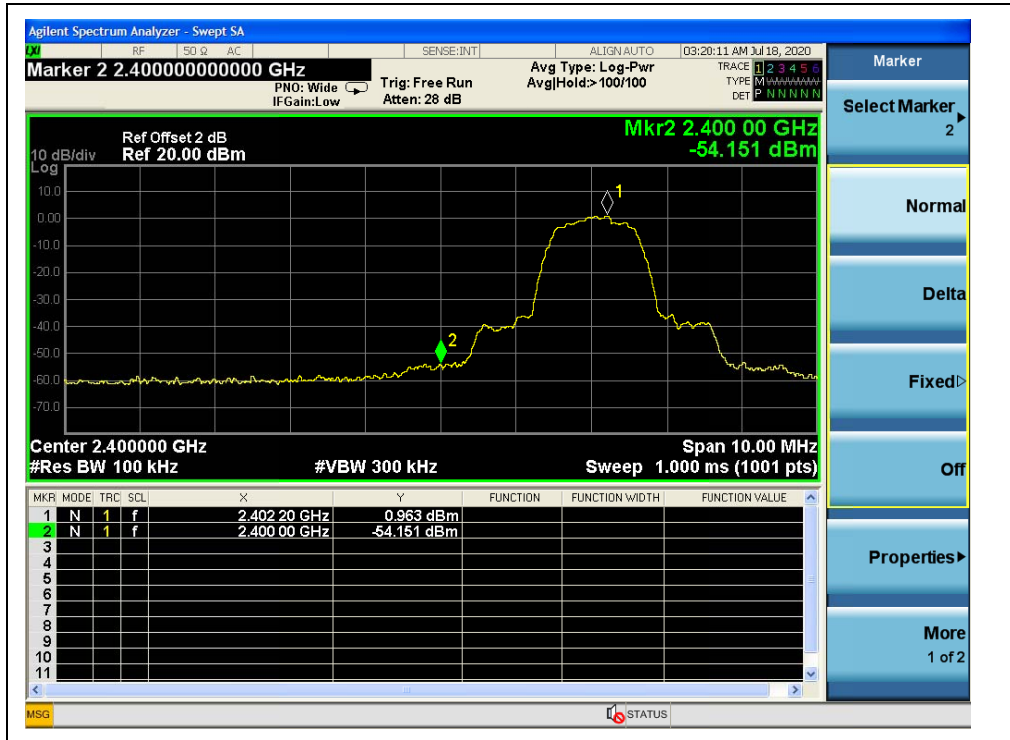 Agilent Spectrum Analyzer - Swept SA
LXI RF 50 Ω AC SENSE:INT ALIGN AUTO 03:20:11 AM Jul 18, 2020
Marker 2 2.400000000000 GHz
PNO: Wide
IFGain:Low
Trig: Free Run
Atten: 28 dB
Avg Type: Log-Pwr
Avg|Hold:>100/100
TRACE 1 2 3 4 5 6
TYPE M W W W W W
DET P N N N N N
Ref Offset 2 dB
10 dB/div Ref 20.00 dBm
Log
Mkr2 2.400 00 GHz
-54.151 dBm
10.0
0.00
-10.0
-20.0
-30.0
-40.0
-50.0
-60.0
-70.0
1
2
Center 2.400000 GHz Span 10.00 MHz
#Res BW 100 kHz #VBW 300 kHz Sweep 1.000 ms (1001 pts)
MKR MODE TRC SCL X Y FUNCTION FUNCTION WIDTH FUNCTION VALUE
1 N 1 f 2.402 20 GHz 0.963 dBm
2 N 1 f 2.400 00 GHz -54.151 dBm
3
4
5
6
7
8
9
10
11
MSG STATUS
Marker
Select Marker
2
Normal
Delta
Fixed
Off
Properties
More
1 of 2